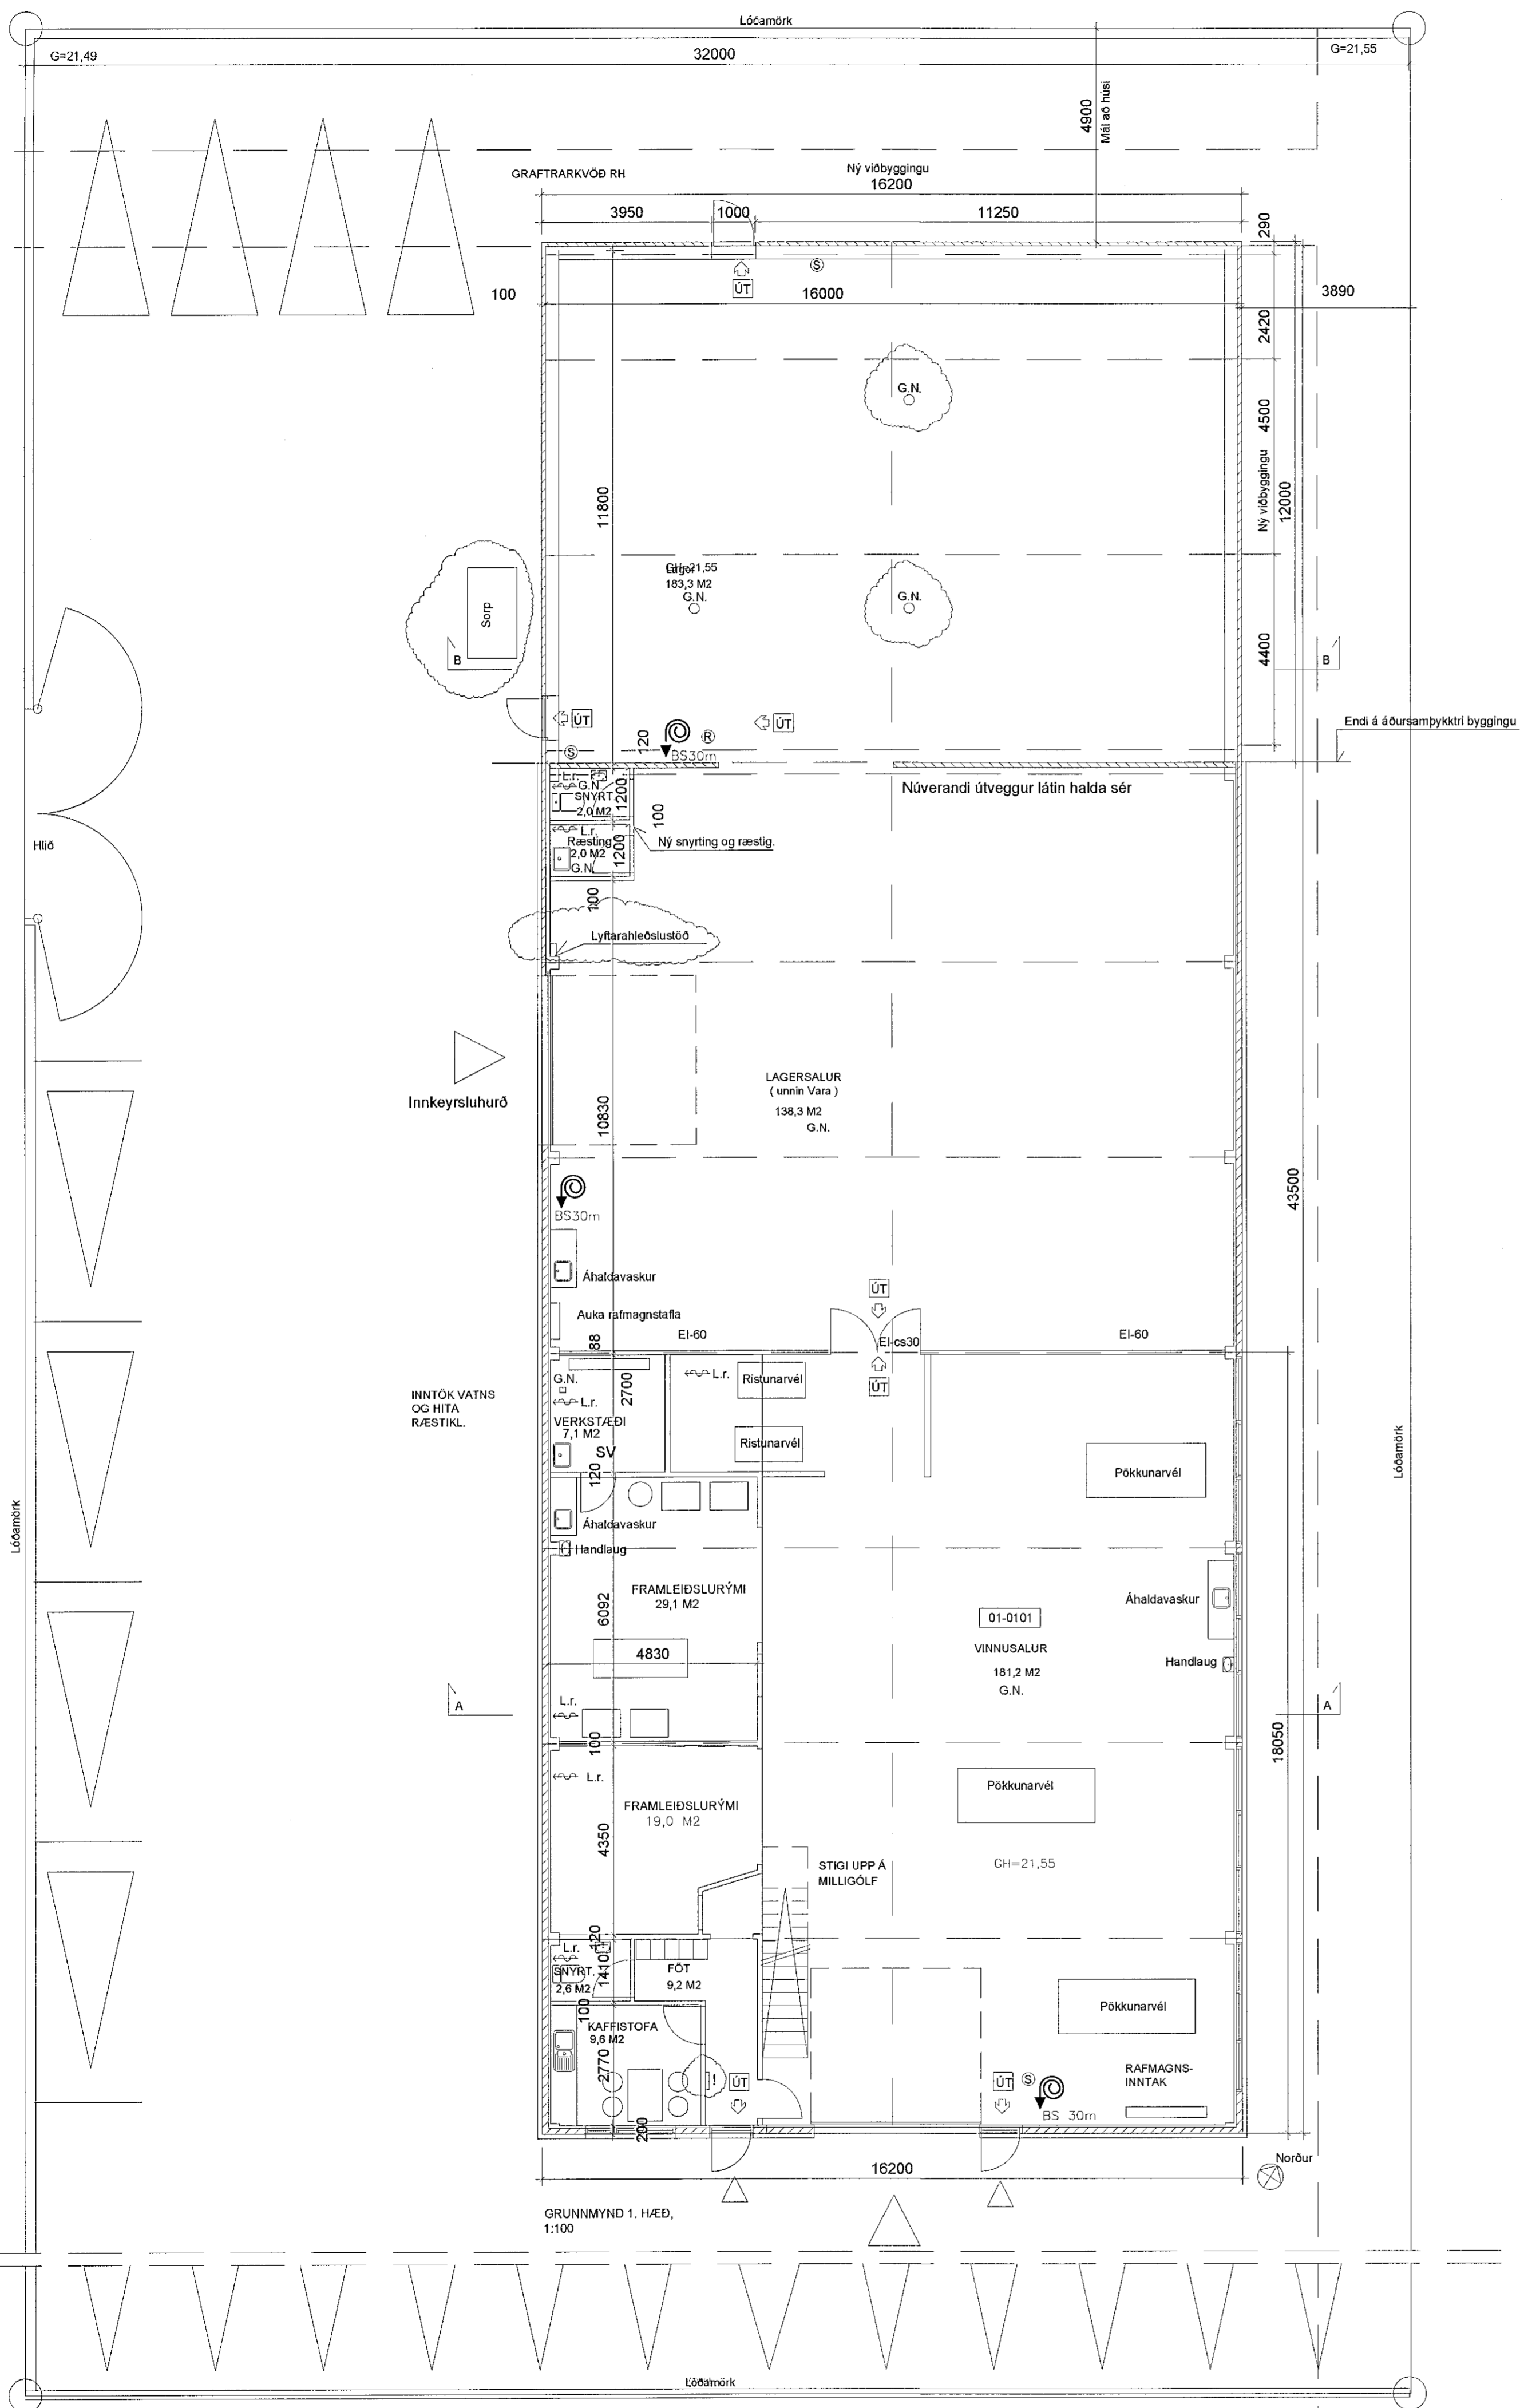 Lóðamörk
G=21,49
32000
G=21,55
4900
Mál að húsi
GRAFTRARKVÖÐ RH
Ný viðbyggingu
16200
3950
1000
11250
290
S
ÚT
100
16000
3890
2420
G.N.
4500
Ný viðbyggingu
12000
11800
GH=21,55
183,3 M2
G.N.
G.N.
Sorp
B
4400
B
ÚT
S
120
R
BS30m
ÚT
Endi á áðursamþykktri byggingu
Núverandi útveggur látin halda sér
L.r.
G.N.
SNYRT.
2,0 M2
1200
100
L.r.
Ræsting
2,0 M2
G.N.
1200
Ný snyrting og ræstig.
Hlið
100
Lyftarahleðslustöð
Innkeyrsluhurð
LAGERSALUR
( unnin Vara )
138,3 M2
G.N.
10830
43500
BS30m
Áhaldavaskur
Auka rafmagnstafla
88
EI-60
ÚT
EI-cs30
EI-60
ÚT
INNTÖK VATNS
OG HITA
RÆSTIKL.
G.N.
L.r.
VERKSTÆÐI
7,1 M2
SV
2700
L.r.
Ristunarvél
Ristunarvél
Pökkunarvél
120
Áhaldavaskur
Handlaug
Lóðamörk
Lóðamörk
FRAMLEIÐSLURÝMI
29,1 M2
6092
4830
01-0101
VINNUSALUR
181,2 M2
G.N.
Áhaldavaskur
Handlaug
A
L.r.
A
100
18050
L.r.
FRAMLEIÐSLURÝMI
19,0 M2
4350
Pökkunarvél
STIGI UPP Á
MILLIGÓLF
GH=21,55
120
L.r.
SNYRT.
2,6 M2
1410
FÖT
9,2 M2
100
KAFFISTOFA
9,6 M2
2770
!
ÚT
Pökkunarvél
ÚT
S
BS 30m
RAFMAGNS-
INNTAK
200
16200
Norður
GRUNNMYND 1. HÆÐ,
1:100
Lóðamörk